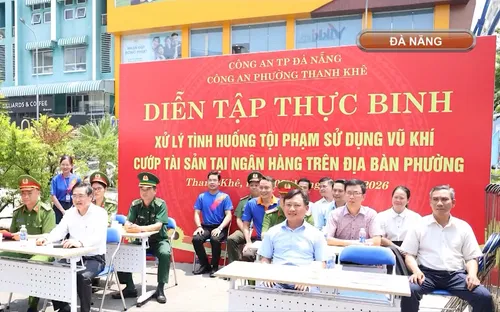 ĐÀ NẴNG
CÔNG AN TP ĐÀ NẴNG
CÔNG AN PHƯỜNG THANH KHÊ
DIỄN TẬP THỰC BINH
XỬ LÝ TÌNH HUỐNG TỘI PHẠM SỬ DỤNG VŨ KHÍ
CƯỚP TÀI SẢN TẠI NGÂN HÀNG TRÊN ĐỊA BÀN PHƯỜNG
Thanh Khê, 2026
BILLIARDS & COFFEE